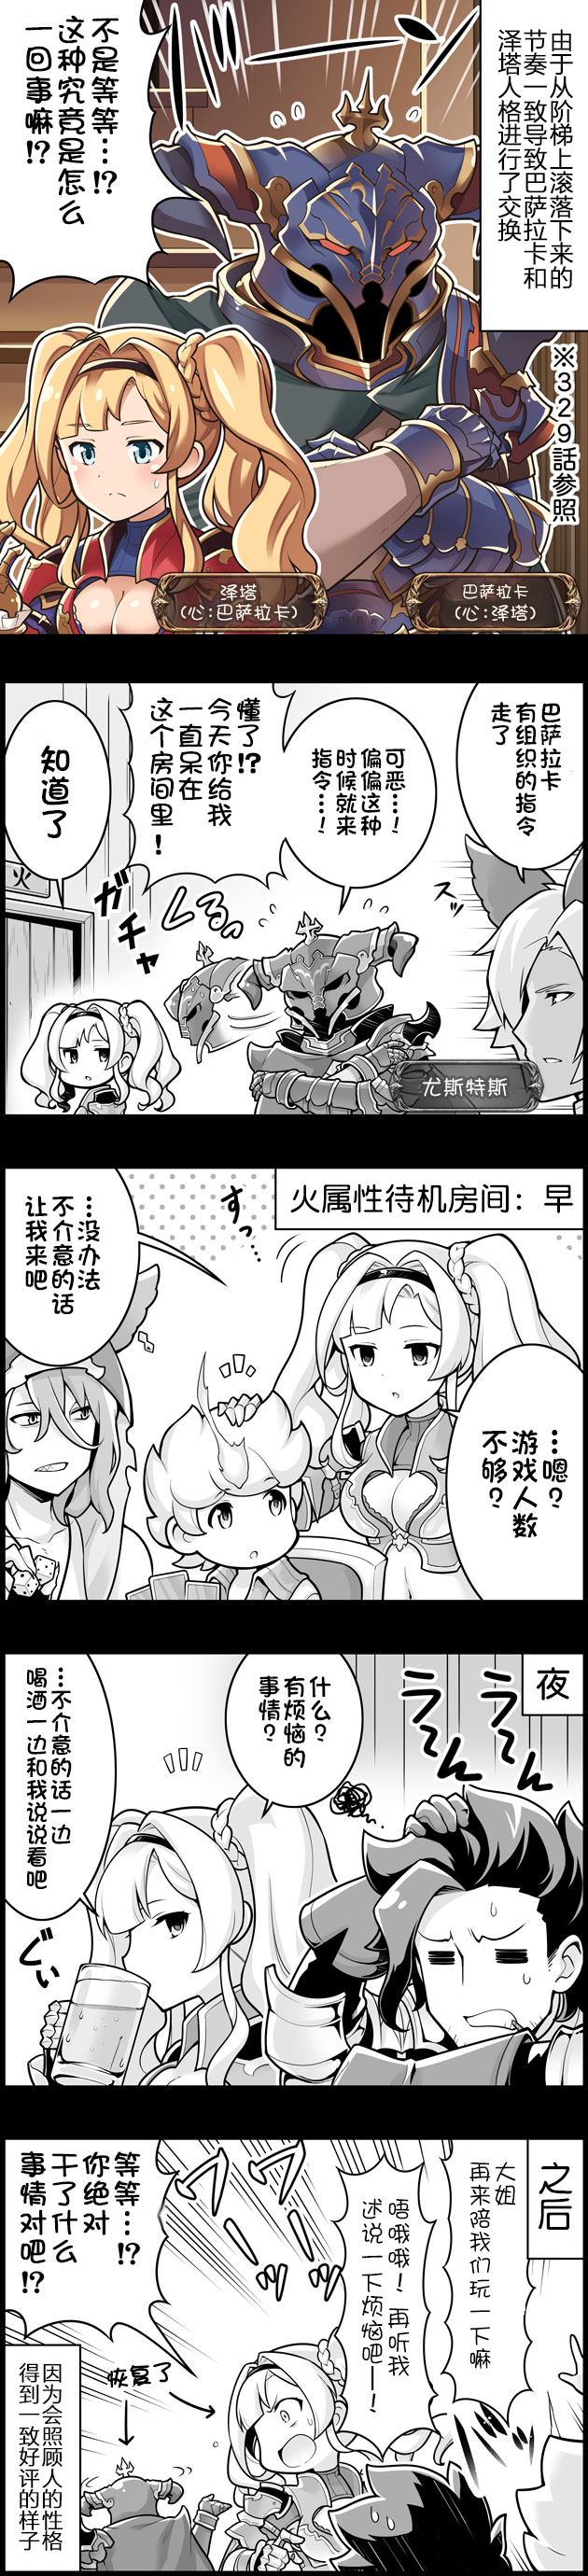 由于从阶梯上滚落下来的
节奏一致导致巴萨拉卡和
泽塔人格进行了交换
※329話参照
不是等等…!?
这种究竟是怎么
一回事嘛!?
泽塔
(心:巴萨拉卡)
巴萨拉卡
(心:泽塔)
巴萨拉卡
有组织的指令
走了
可恶…!
偏偏这种
时候就来
指令…!
懂了!?
今天你给我
一直呆在
这个房间里!
知道了
火
ガチャ
くるっ
スッ
尤斯特斯
火属性待机房间:早
…嗯?
游戏人数
不够?
すっ…
…没办法
不介意的话
让我来吧
夜
うーん
うーん
什么?
有烦恼的
事情?
…不介意的话一边
喝酒一边和我说说看吧
ぐい
之后
大姐
再来陪我们玩一下嘛
唔哦哦!再听我
述说一下烦恼吧——!
ワッ
ワッ
等等…!?
你绝对
干了什么
事情对吧!?
恢复了
因为会照顾人的性格
得到一致好评的样子